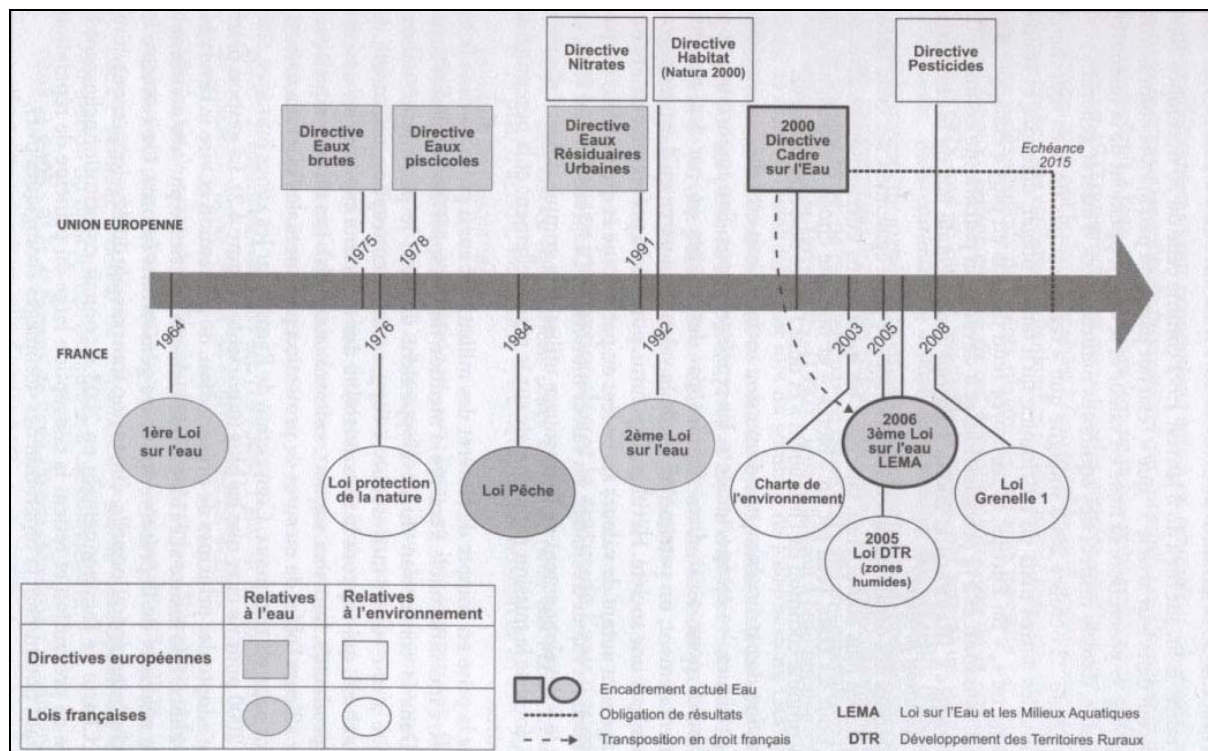 Directive
Nitrates
Directive
Habitat
(Natura 2000)
Directive
Pesticides
Directive
Eaux
brutes
Directive
Eaux
piscicoles
Directive
Eaux
Résiduaires
Urbaines
2000
Directive
Cadre
sur l'Eau
Echéance
2015
UNION EUROPENNE
1975
1978
1991
FRANCE
1964
1976
1984
1992
2003
2005
2008
1ère Loi
sur l'eau
Loi protection
de la nature
Loi Pêche
2ème Loi
sur l'eau
Charte de
l'environnement
2006
3ème Loi
sur l'eau
LEMA
Loi
Grenelle 1
2005
Loi DTR
(zones
humides)
Relatives
à l'eau
Relatives
à l'environnement
Directives européennes
Lois françaises
Encadrement actuel Eau
Obligation de résultats
Transposition en droit français
LEMA Loi sur l'Eau et les Milieux Aquatiques
DTR Développement des Territoires Ruraux